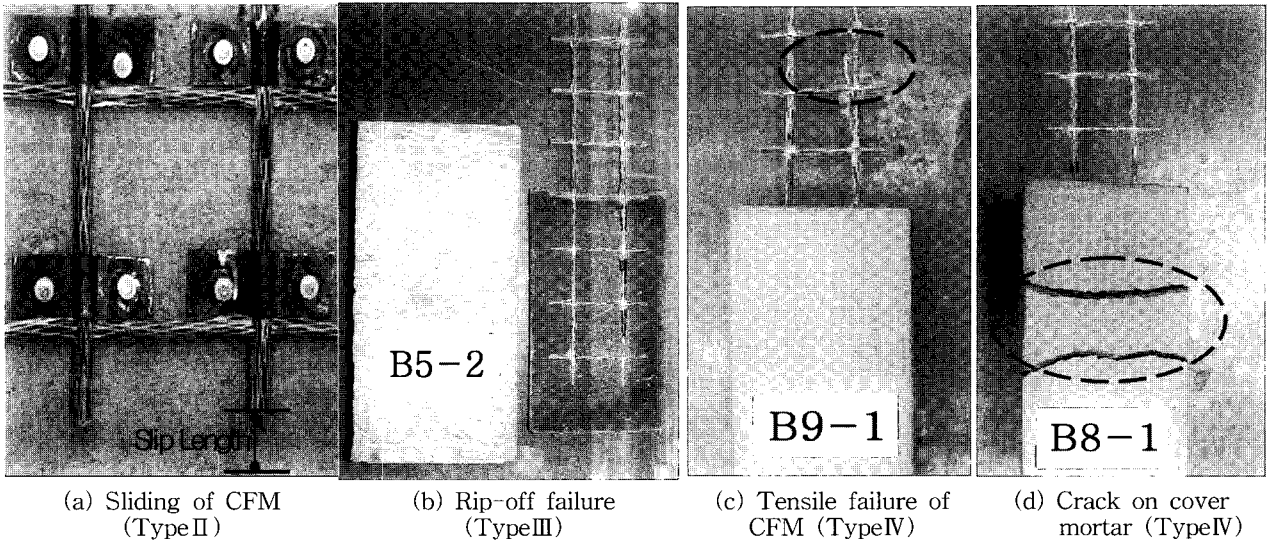 Slip Length
B5-2
B9-1
B8-1
(a) Sliding of CFM
(TypeⅡ)
(b) Rip-off failure
(TypeⅢ)
(c) Tensile failure of
CFM (TypeⅣ)
(d) Crack on cover
mortar (TypeⅣ)